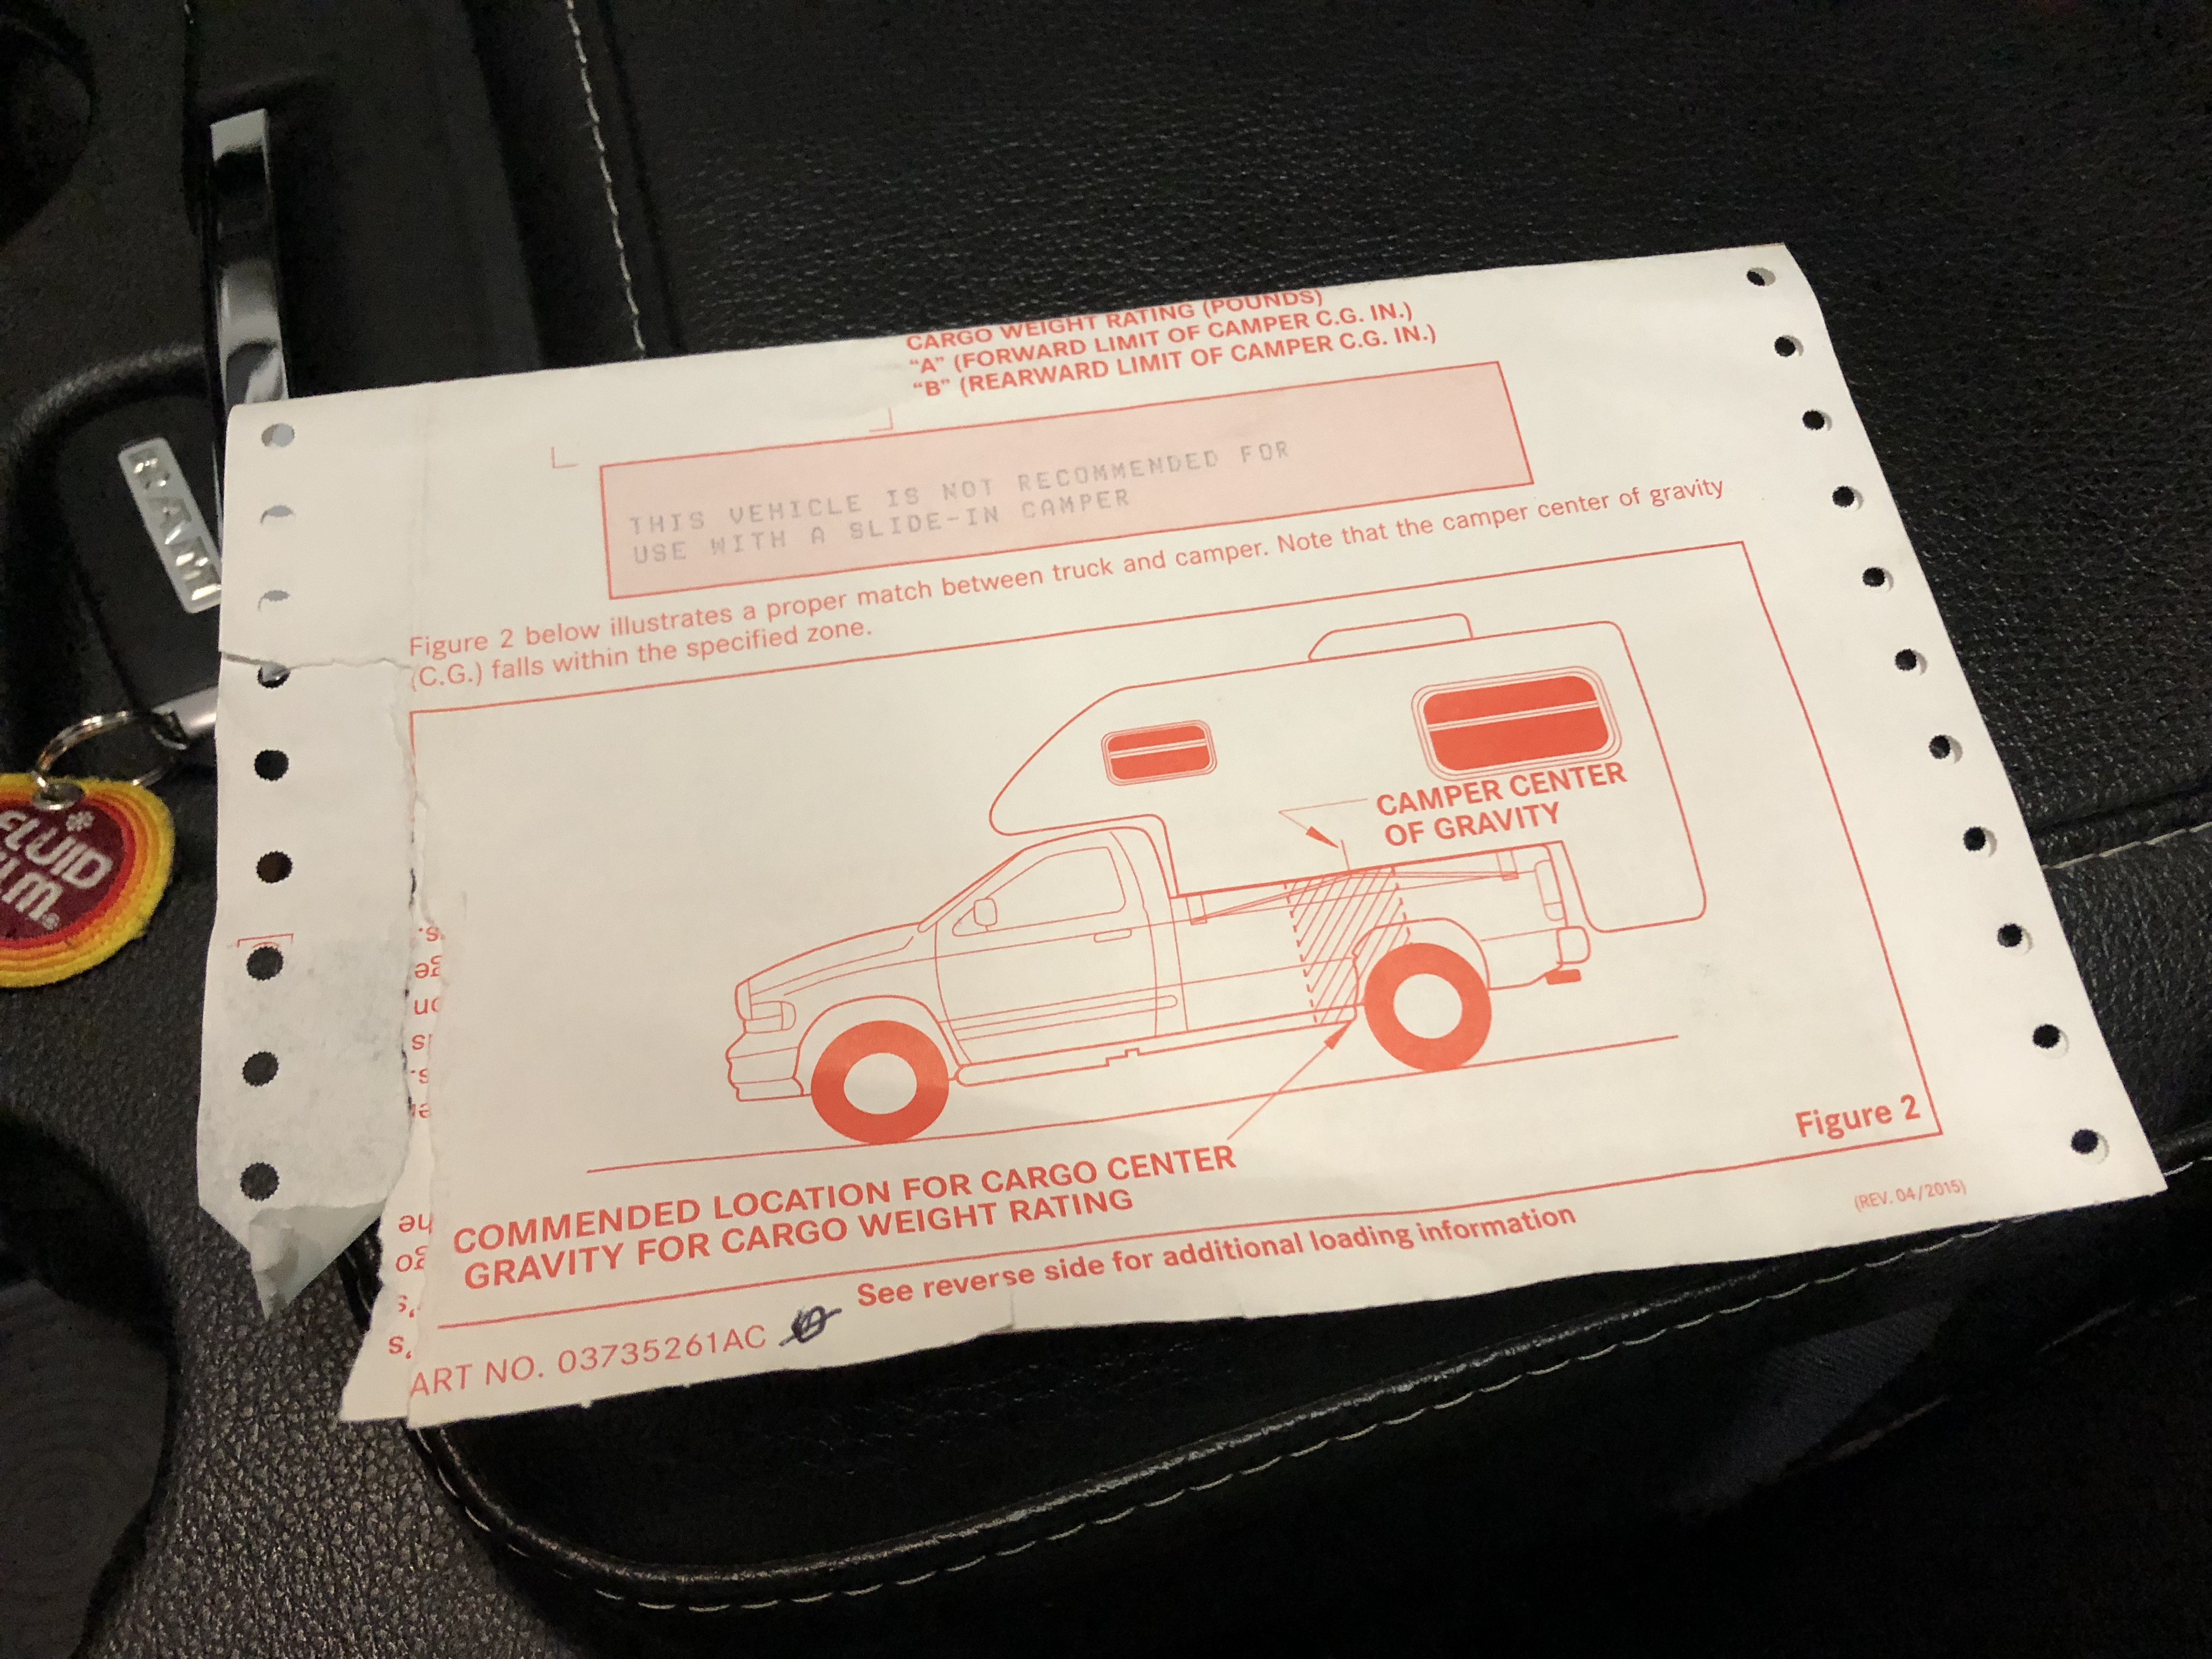 CARGO WEIGHT RATING (POUNDS)
“A” (FORWARD LIMIT OF CAMPER C.G. IN.)
“B” (REARWARD LIMIT OF CAMPER C.G. IN.)
THIS VEHICLE IS NOT RECOMMENDED FOR
USE WITH A SLIDE-IN CAMPER
Figure 2 below illustrates a proper match between truck and camper. Note that the camper center of gravity
(C.G.) falls within the specified zone.
CAMPER CENTER
OF GRAVITY
COMMENDED LOCATION FOR CARGO CENTER
GRAVITY FOR CARGO WEIGHT RATING
Figure 2
(REV. 04/2015)
See reverse side for additional loading information
ART NO. 03735261AC
RAM
FLUID